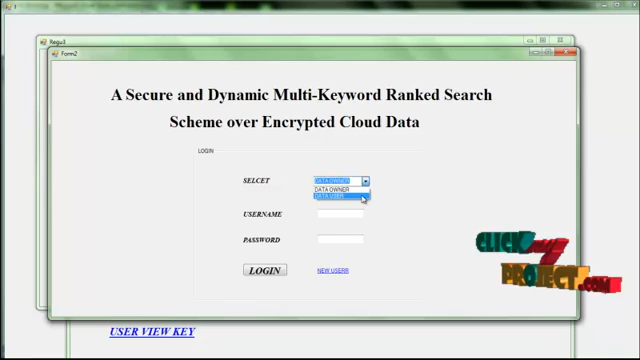 Regu3
Form2
A Secure and Dynamic Multi-Keyword Ranked Search
Scheme over Encrypted Cloud Data
LOGIN
SELCET
DATA OWNER
DATA OWNER
DATA USER
USERNAME
PASSWORD
LOGIN
NEW USERR
CLICK
MY
PROJECT.COM
USER VIEW KEY